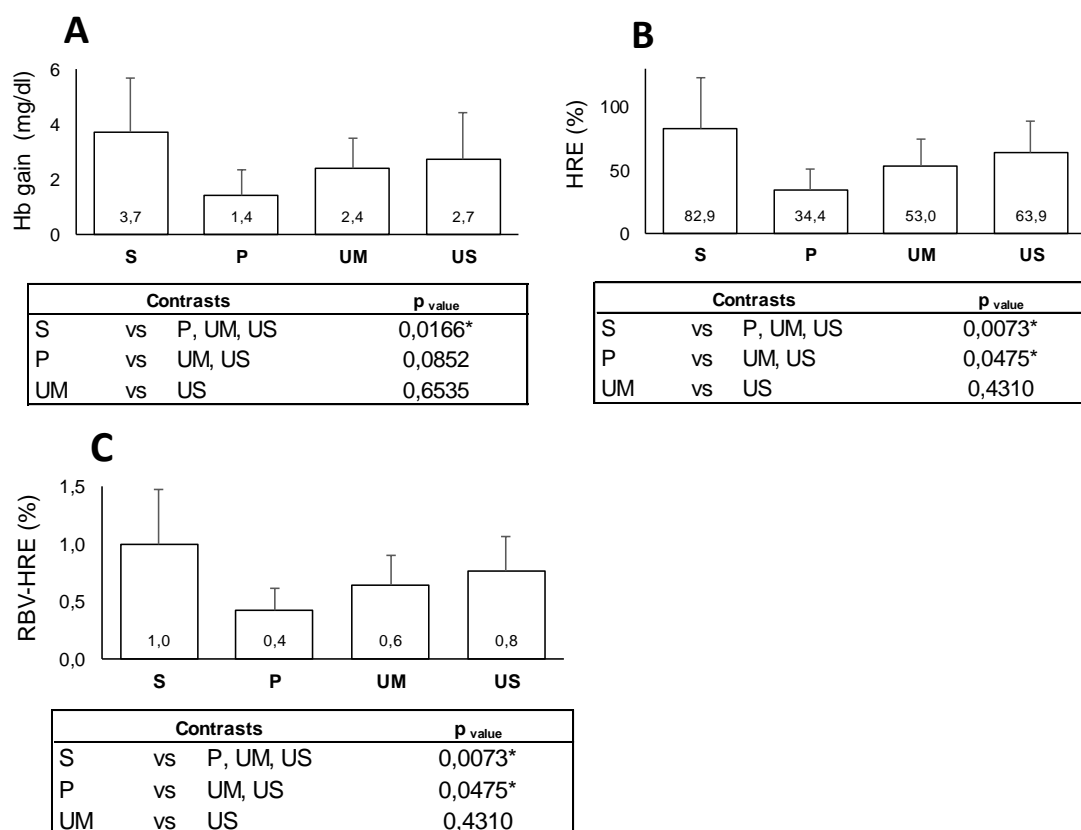 A
Hb gain (mg/dl)
6
4
2
0
3,7 1,4 2,4 2,7
S P UM US
Contrasts p value
S vs P, UM, US 0,0166*
P vs UM, US 0,0852
UM vs US 0,6535
B
HRE (%)
100
50
0
82,9 34,4 53,0 63,9
S P UM US
Contrasts p value
S vs P, UM, US 0,0073*
P vs UM, US 0,0475*
UM vs US 0,4310
C
RBV-HRE (%)
1,5
1,0
0,5
0,0
1,0 0,4 0,6 0,8
S P UM US
Contrasts p value
S vs P, UM, US 0,0073*
P vs UM, US 0,0475*
UM vs US 0,4310